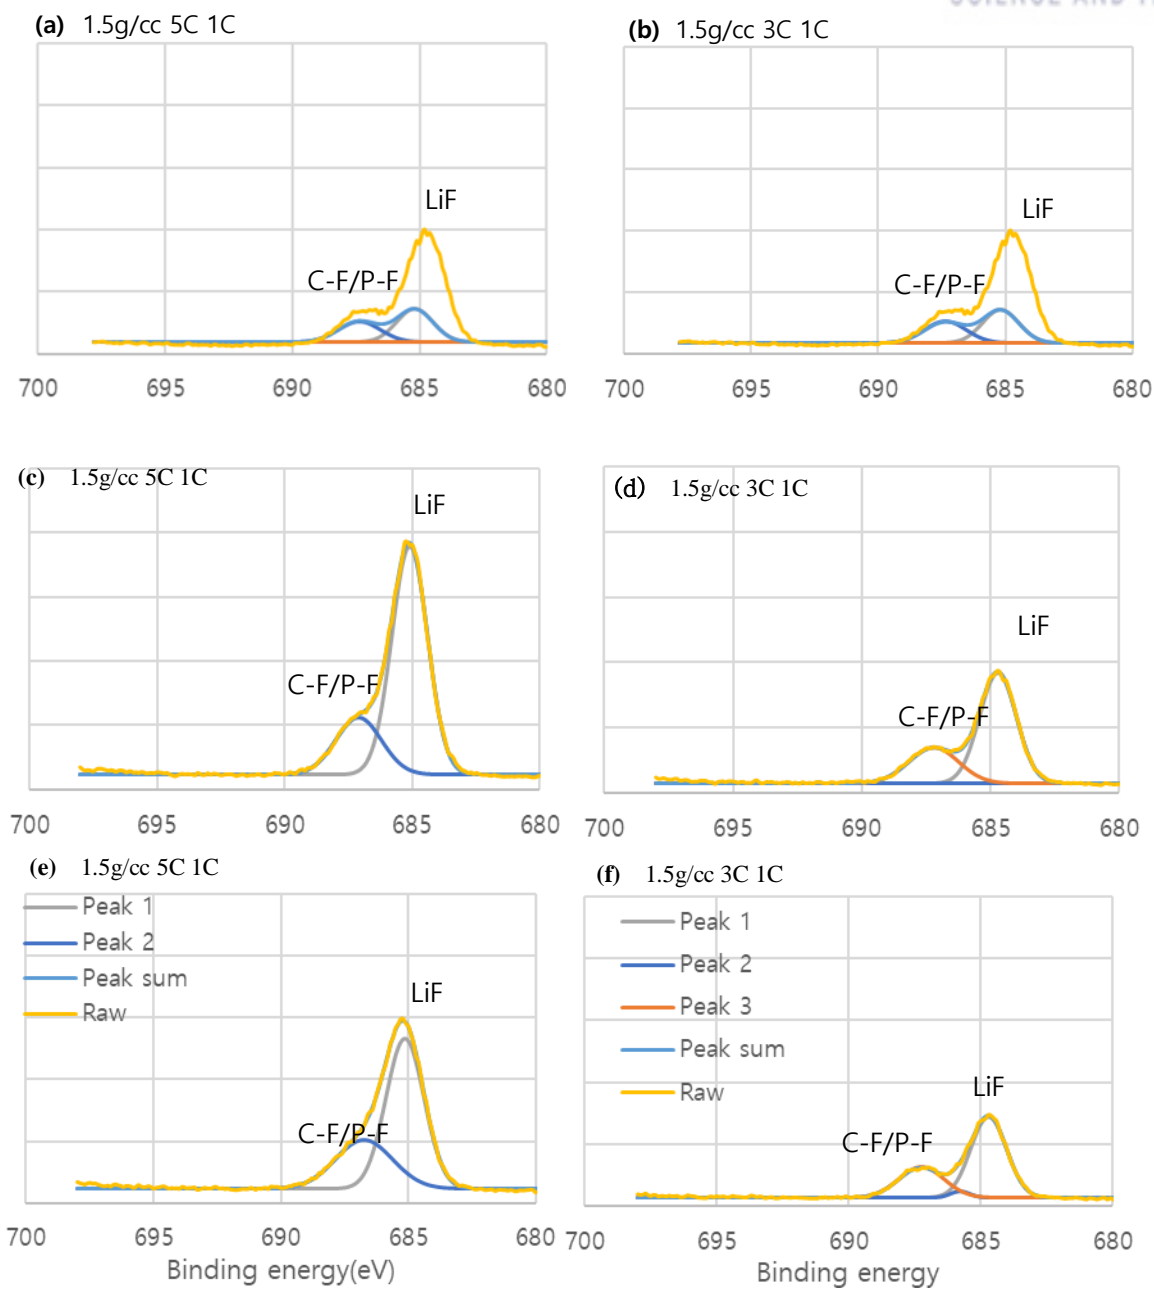 SCIENCE AND
(a) 1.5g/cc 5C 1C
(b) 1.5g/cc 3C 1C
LiF
C-F/P-F
LiF
C-F/P-F
700 695 690 685 680
700 695 690 685 680
(c) 1.5g/cc 5C 1C
(d) 1.5g/cc 3C 1C
LiF
C-F/P-F
LiF
C-F/P-F
700 695 690 685 680
700 695 690 685 680
(e) 1.5g/cc 5C 1C
(f) 1.5g/cc 3C 1C
Peak 1
Peak 2
Peak sum
Raw
LiF
C-F/P-F
Peak 1
Peak 2
Peak 3
Peak sum
Raw
LiF
C-F/P-F
700 695 690 685 680
700 695 690 685 680
Binding energy(eV)
Binding energy